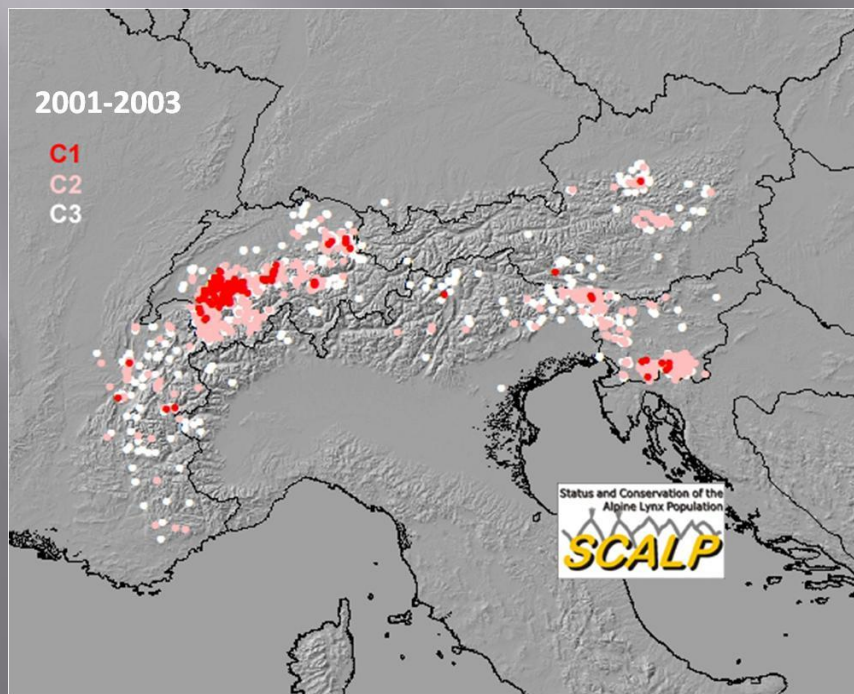 2001-2003
C1
C2
C3
Status and Conservation of the
Alpine Lynx Population
SCALP